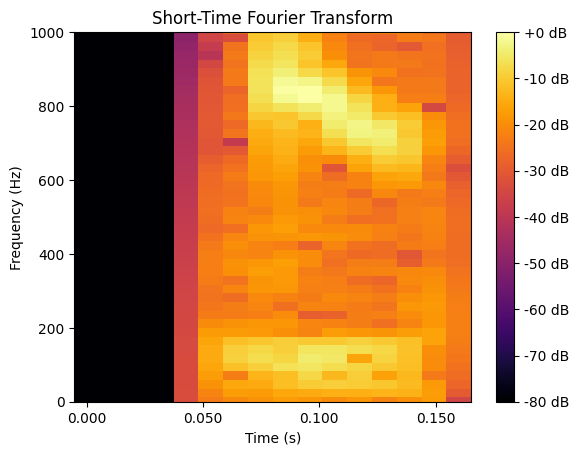 Short-Time Fourier Transform
1000
800
600
400
200
0
Frequency (Hz)
0.000
0.050
0.100
0.150
Time (s)
+0 dB
-10 dB
-20 dB
-30 dB
-40 dB
-50 dB
-60 dB
-70 dB
-80 dB